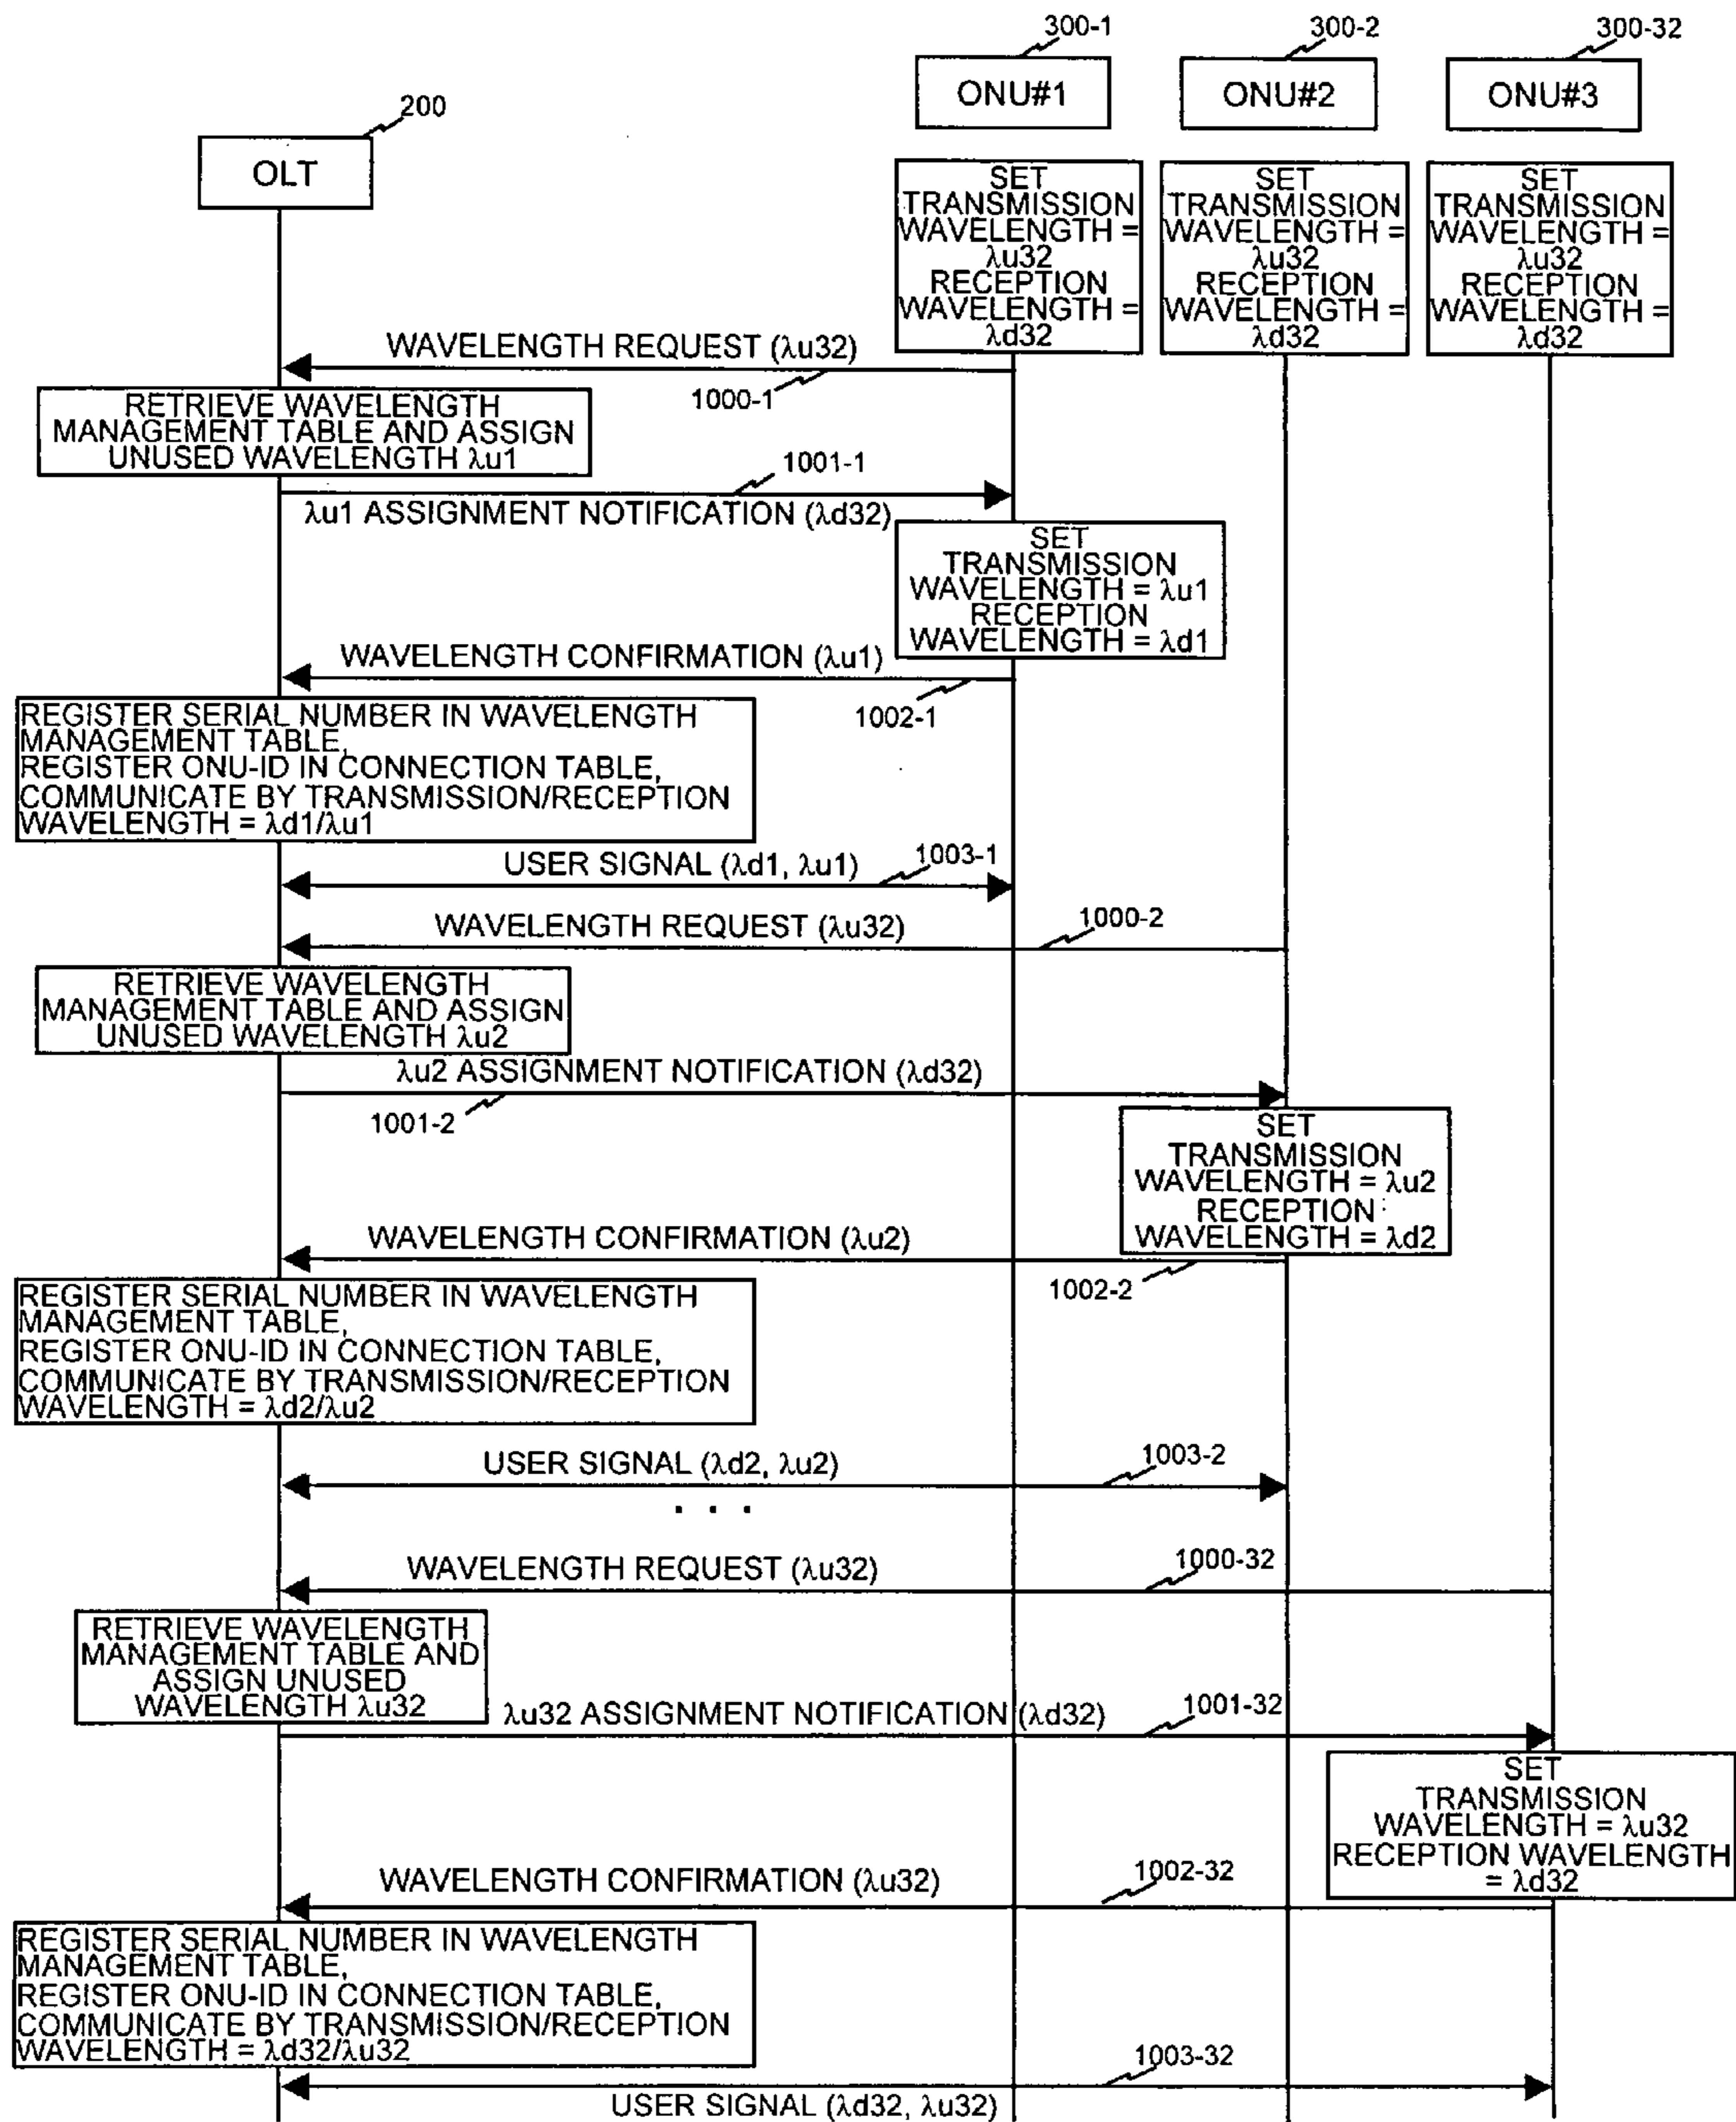 300-1
300-2
300-32
ONU#1
ONU#2
ONU#3
200
OLT
SET
TRANSMISSION
WAVELENGTH =
λu32
RECEPTION
WAVELENGTH =
λd32
SET
TRANSMISSION
WAVELENGTH =
λu32
RECEPTION
WAVELENGTH =
λd32
SET
TRANSMISSION
WAVELENGTH =
λu32
RECEPTION
WAVELENGTH =
λd32
WAVELENGTH REQUEST (λu32)
1000-1
RETRIEVE WAVELENGTH
MANAGEMENT TABLE AND ASSIGN
UNUSED WAVELENGTH λu1
1001-1
λu1 ASSIGNMENT NOTIFICATION (λd32)
SET
TRANSMISSION
WAVELENGTH = λu1
RECEPTION
WAVELENGTH = λd1
WAVELENGTH CONFIRMATION (λu1)
1002-1
REGISTER SERIAL NUMBER IN WAVELENGTH
MANAGEMENT TABLE,
REGISTER ONU-ID IN CONNECTION TABLE,
COMMUNICATE BY TRANSMISSION/RECEPTION
WAVELENGTH = λd1/λu1
USER SIGNAL (λd1, λu1)
1003-1
WAVELENGTH REQUEST (λu32)
1000-2
RETRIEVE WAVELENGTH
MANAGEMENT TABLE AND ASSIGN
UNUSED WAVELENGTH λu2
λu2 ASSIGNMENT NOTIFICATION (λd32)
1001-2
SET
TRANSMISSION
WAVELENGTH = λu2
RECEPTION
WAVELENGTH = λd2
WAVELENGTH CONFIRMATION (λu2)
1002-2
REGISTER SERIAL NUMBER IN WAVELENGTH
MANAGEMENT TABLE,
REGISTER ONU-ID IN CONNECTION TABLE,
COMMUNICATE BY TRANSMISSION/RECEPTION
WAVELENGTH = λd2/λu2
USER SIGNAL (λd2, λu2)
1003-2
. . .
WAVELENGTH REQUEST (λu32)
1000-32
RETRIEVE WAVELENGTH
MANAGEMENT TABLE AND
ASSIGN UNUSED
WAVELENGTH λu32
λu32 ASSIGNMENT NOTIFICATION (λd32)
1001-32
SET
TRANSMISSION
WAVELENGTH = λu32
RECEPTION WAVELENGTH
= λd32
WAVELENGTH CONFIRMATION (λu32)
1002-32
REGISTER SERIAL NUMBER IN WAVELENGTH
MANAGEMENT TABLE,
REGISTER ONU-ID IN CONNECTION TABLE,
COMMUNICATE BY TRANSMISSION/RECEPTION
WAVELENGTH = λd32/λu32
1003-32
USER SIGNAL (λd32, λu32)